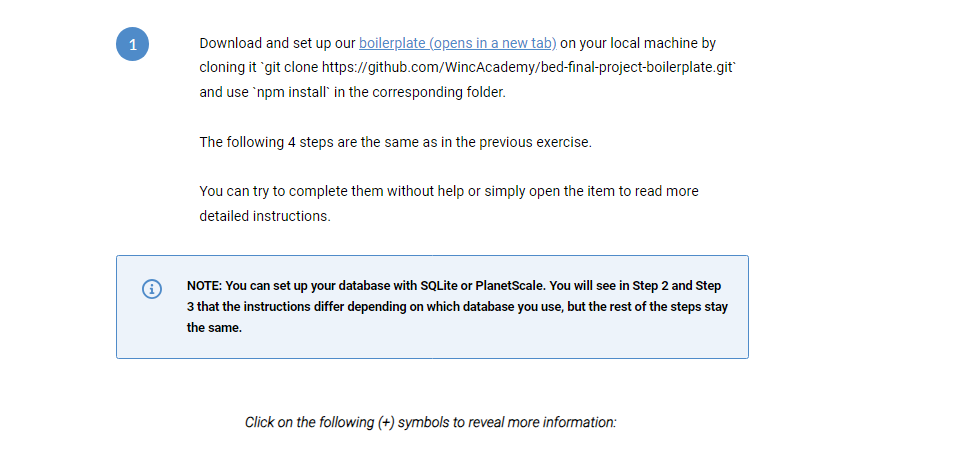 1
Download and set up our boilerplate (opens in a new tab) on your local machine by
cloning it `git clone https://github.com/WincAcademy/bed-final-project-boilerplate.git`
and use `npm install` in the corresponding folder.
The following 4 steps are the same as in the previous exercise.
You can try to complete them without help or simply open the item to read more
detailed instructions.
NOTE: You can set up your database with SQLite or PlanetScale. You will see in Step 2 and Step
3 that the instructions differ depending on which database you use, but the rest of the steps stay
the same.
Click on the following (+) symbols to reveal more information: